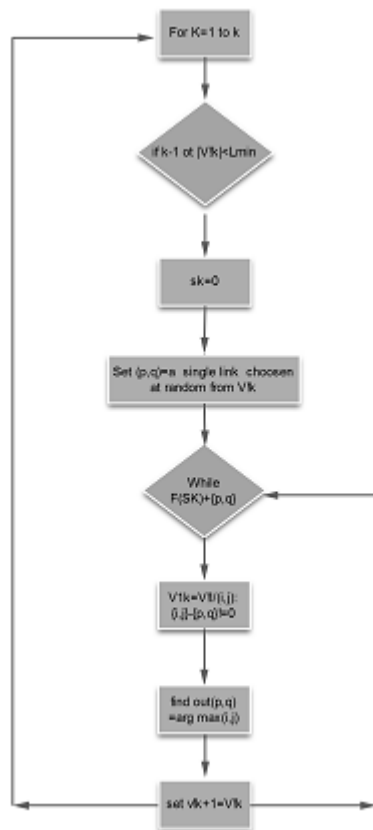 For K=1 to k
if k-1 ot |V!k|<Lmin
sk=0
Set (p,q)=a single link choosen
at random from V!k
While
F(SK)+{p,q}
V1k=V!/(i,j):
(i,j)-{p,q}!=0
find out(p,q)
=arg max(i,j)
set v!k+1=V!k